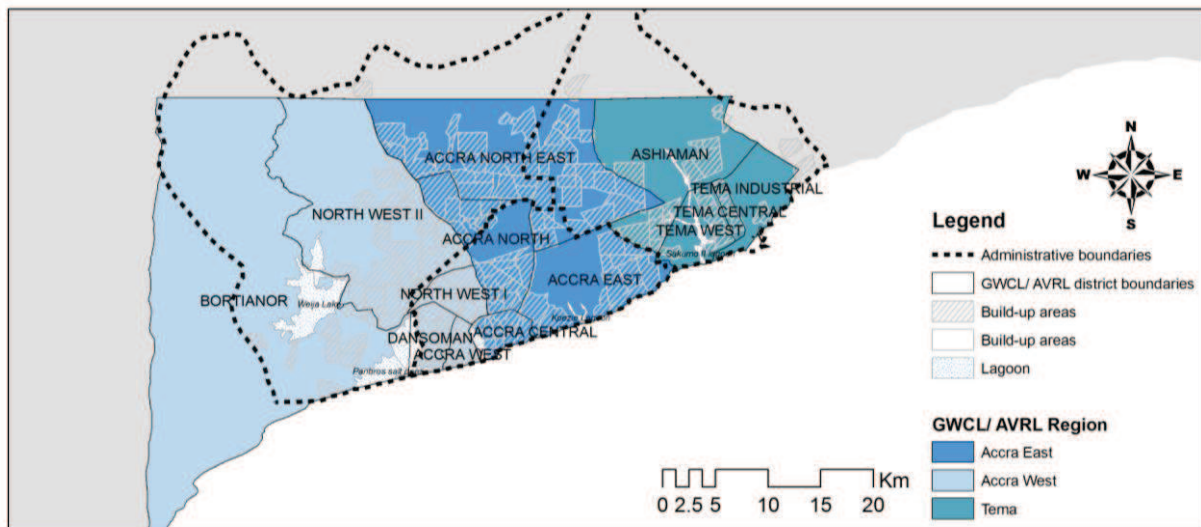 ACCRA NORTH EAST
ASHIAMAN
TEMA INDUSTRIAL
TEMA CENTRAL
TEMA WEST
NORTH WEST II
ACCRA NORTH
ACCRA EAST
BORTIANOR
Weija Lake
NORTH WEST I
DANSOMAN
ACCRA CENTRAL
ACCRA WEST
N
W
E
S
Legend
Administrative boundaries
GWCL/ AVRL district boundaries
Build-up areas
Build-up areas
Lagoon
GWCL/ AVRL Region
Accra East
Accra West
Tema
Km
0 2.5 5 10 15 20